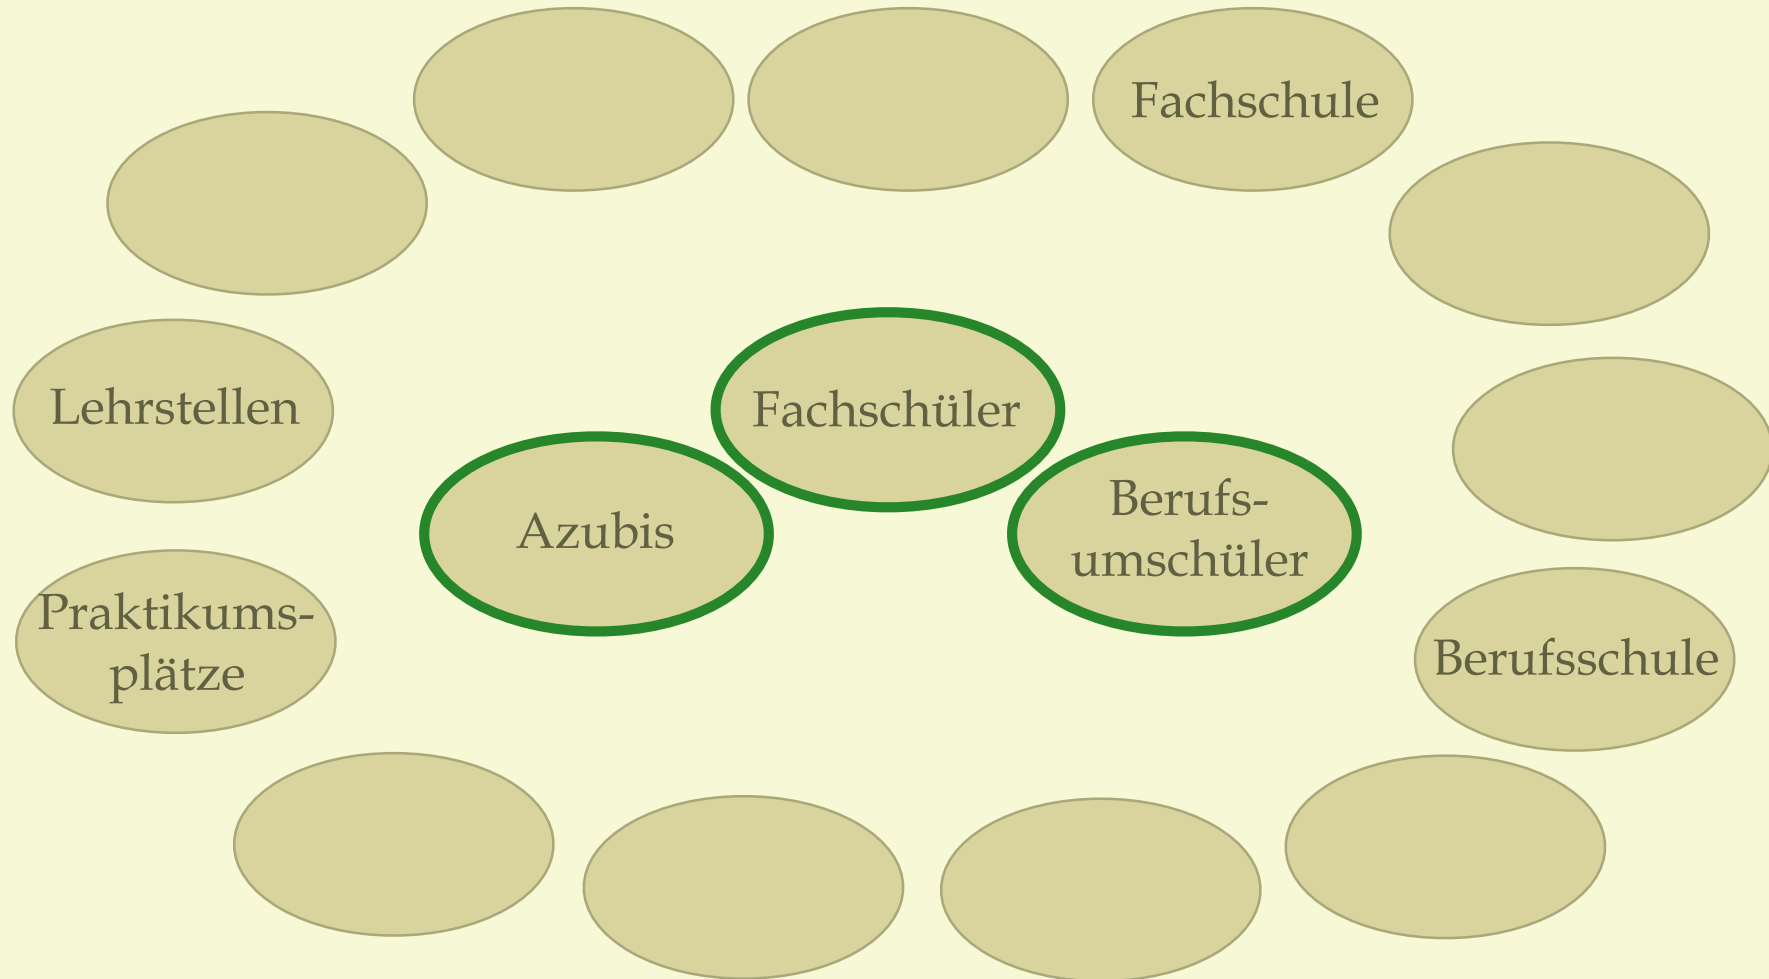 Fachschule
Lehrstellen
Fachschüler
Azubis
Berufs-
umschüler
Praktikums-
plätze
Berufsschule